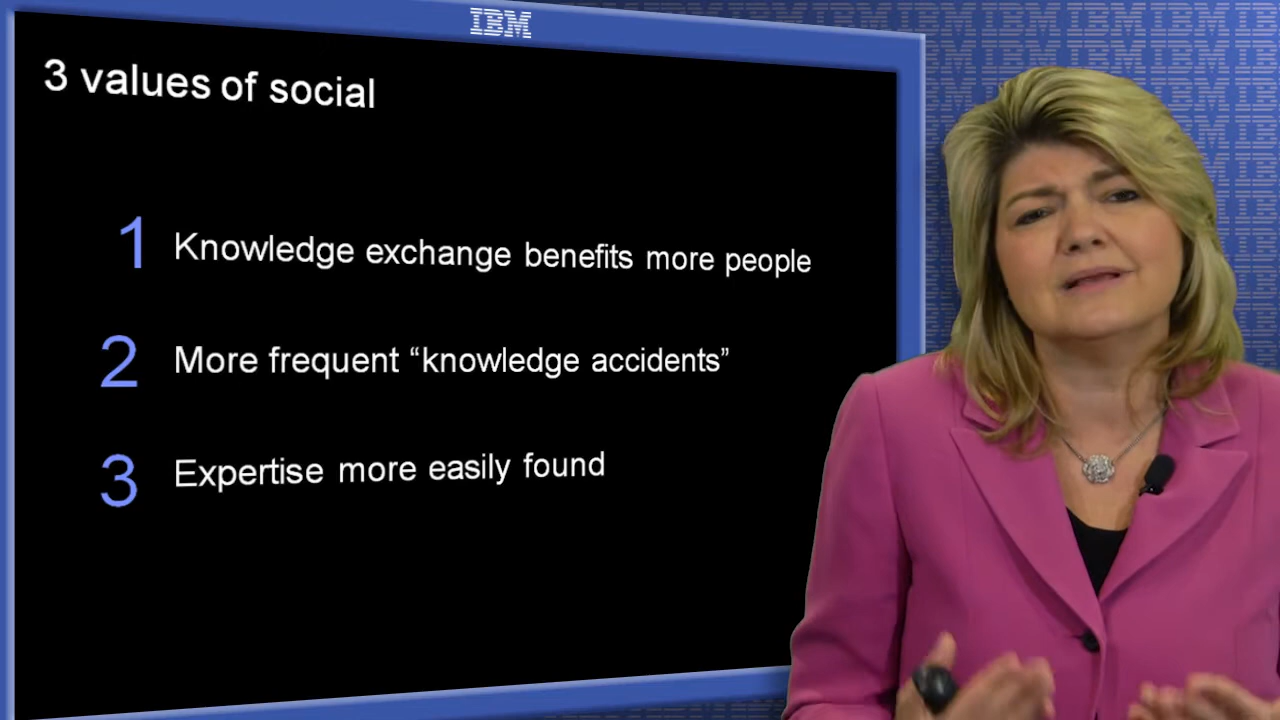 IBM
3 values of social
1 Knowledge exchange benefits more people
2 More frequent “knowledge accidents”
3 Expertise more easily found